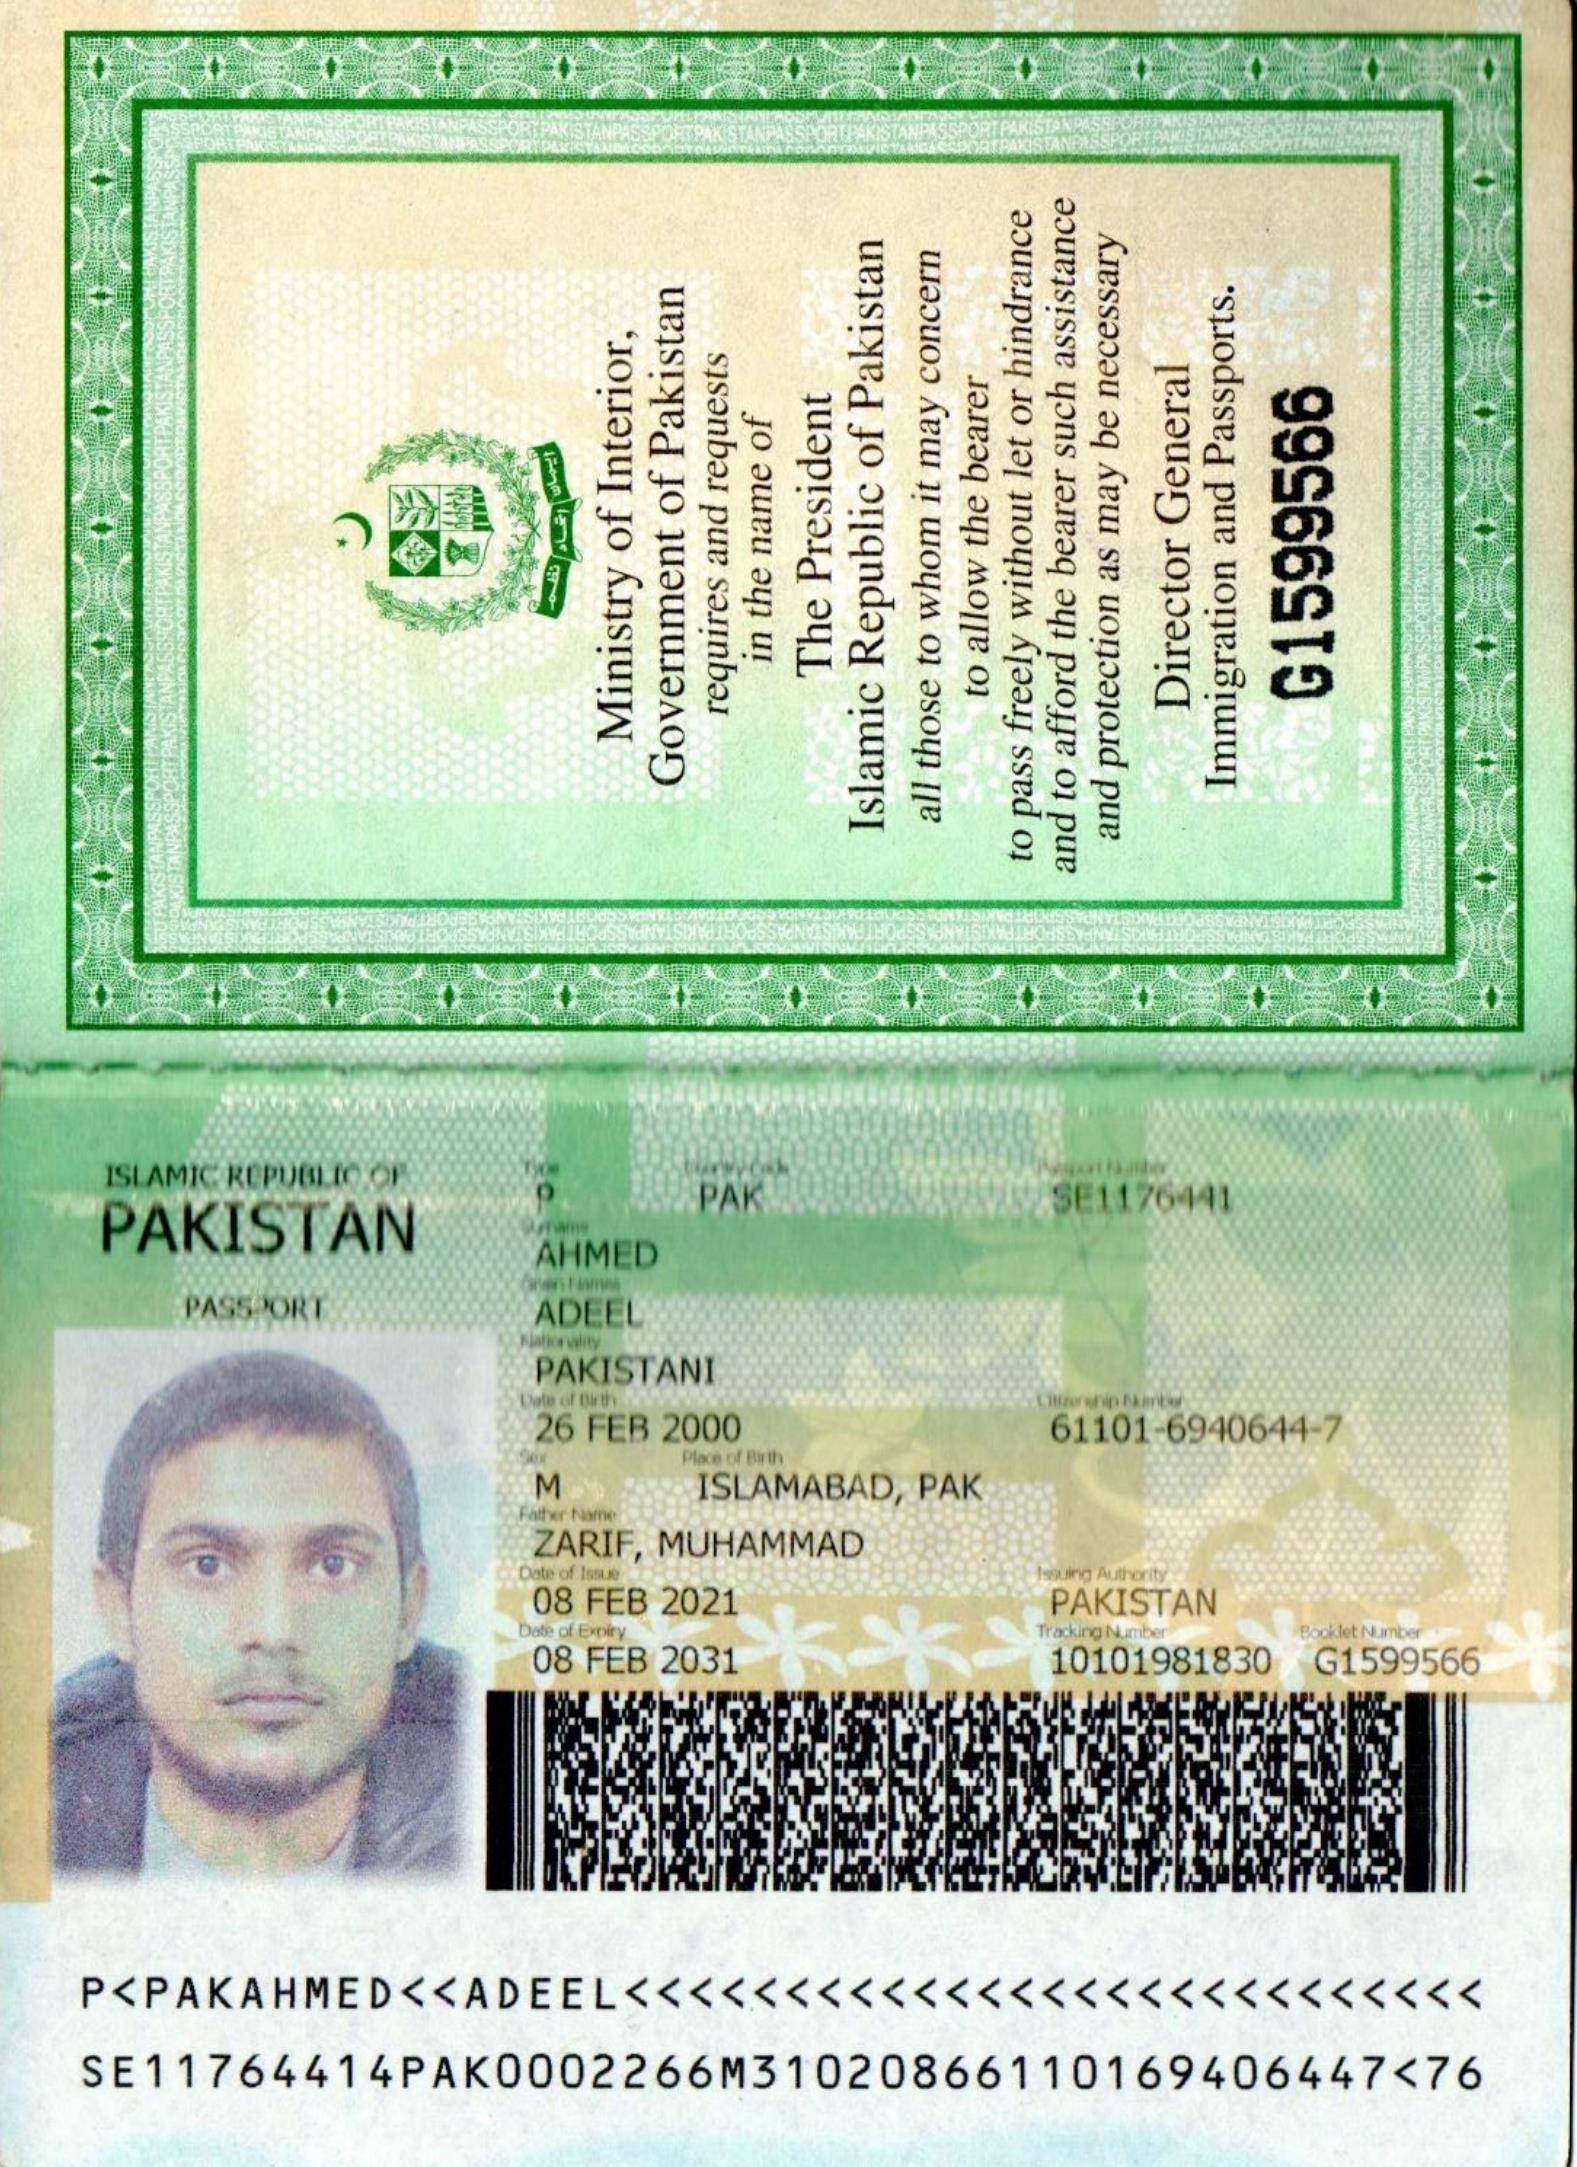 ایمان اتحاد نظم
Ministry of Interior,
Government of Pakistan
requires and requests
in the name of
The President
Islamic Republic of Pakistan
all those to whom it may concern
to allow the bearer
to pass freely without let or hindrance
and to afford the bearer such assistance
and protection as may be necessary
Director General
Immigration and Passports.
G1599566
ISLAMIC REPUBLIC OF
PAKISTAN
PASSPORT
Type Country Code Passport Number
P PAK SE1176441
Surname
AHMED
Given Names
ADEEL
Nationality
PAKISTANI
Date of Birth Citizenship Number
26 FEB 2000 61101-6940644-7
Sex Place of Birth
M ISLAMABAD, PAK
Father Name
ZARIF, MUHAMMAD
Date of Issue Issuing Authority
08 FEB 2021 PAKISTAN
Date of Expiry Tracking Number Booklet Number
08 FEB 2031 10101981830 G1599566
P<PAKAHMED<<ADEEL<<<<<<<<<<<<<<<<<<<<<<<<<<<
SE11764414PAK0002266M31020866110169406447<76